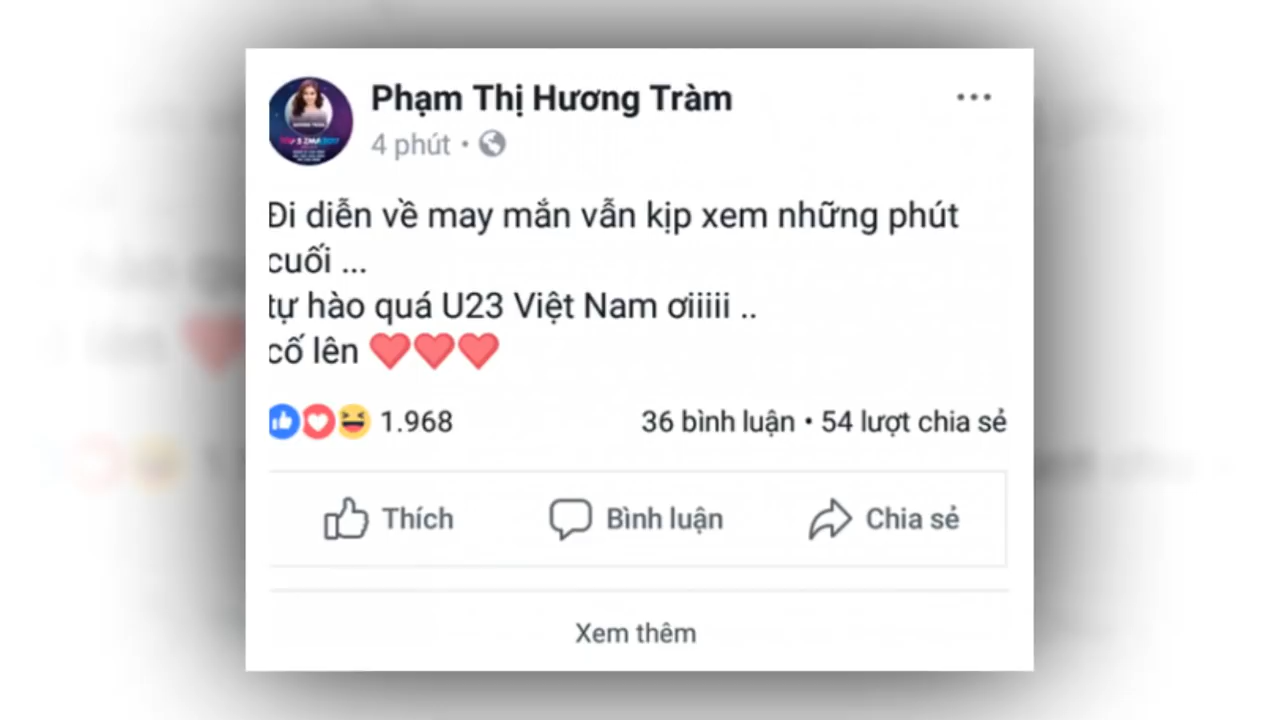 Phạm Thị Hương Tràm
4 phút •
Đi diễn về may mắn vẫn kịp xem những phút
cuối ...
tự hào quá U23 Việt Nam ơiiiii ..
cố lên ❤❤❤
1.968
36 bình luận • 54 lượt chia sẻ
Thích
Bình luận
Chia sẻ
Xem thêm